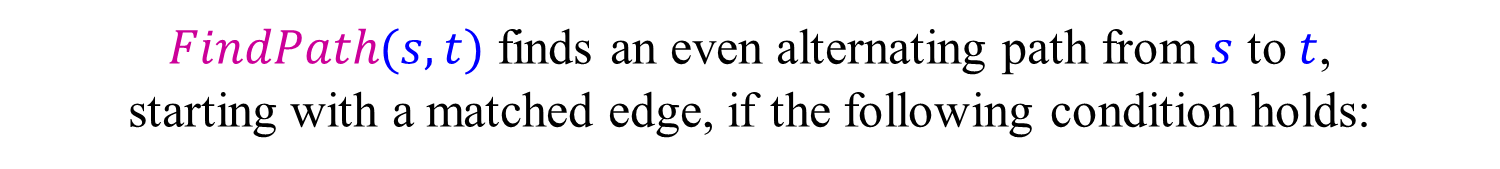 FindPath(s, t) finds an even alternating path from s to t,
starting with a matched edge, if the following condition holds: